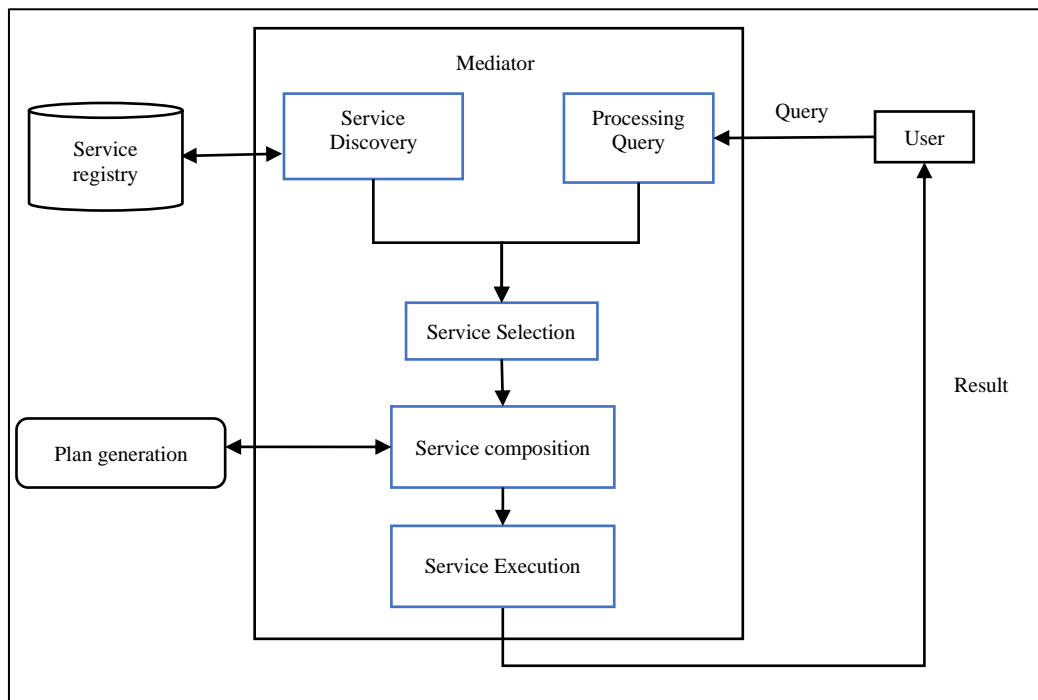 Mediator
Service
Discovery
Processing
Query
Query
User
Service
registry
Service Selection
Result
Plan generation
Service composition
Service Execution